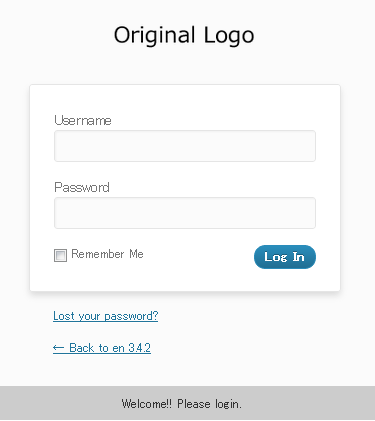 Original Logo
Username
Password
Remember Me
Log In
Lost your password?
← Back to en 3.4.2
Welcome!! Please login.